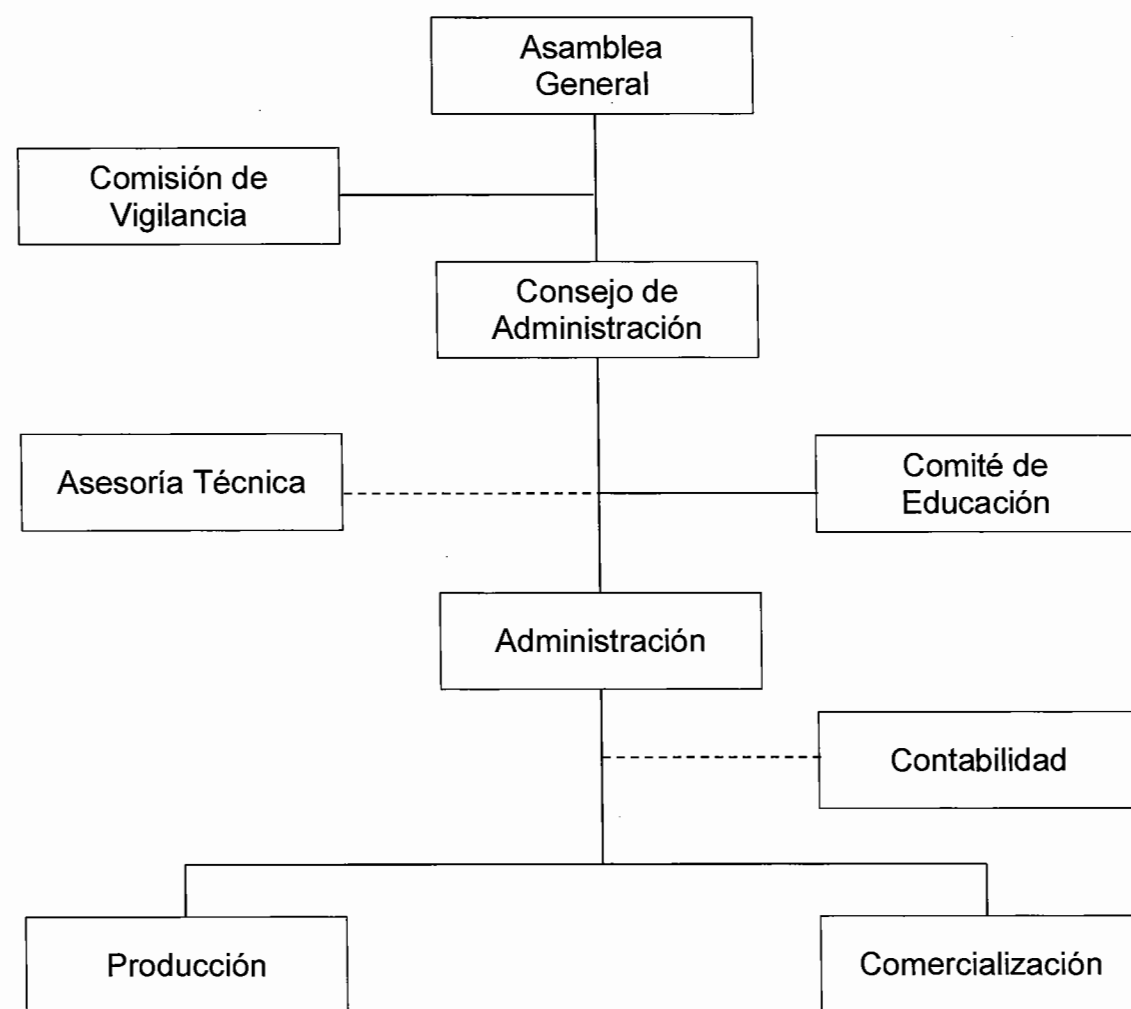 Asamblea
General
Comisión de
Vigilancia
Consejo de
Administración
Asesoría Técnica
Comité de
Educación
Administración
Contabilidad
Producción
Comercialización